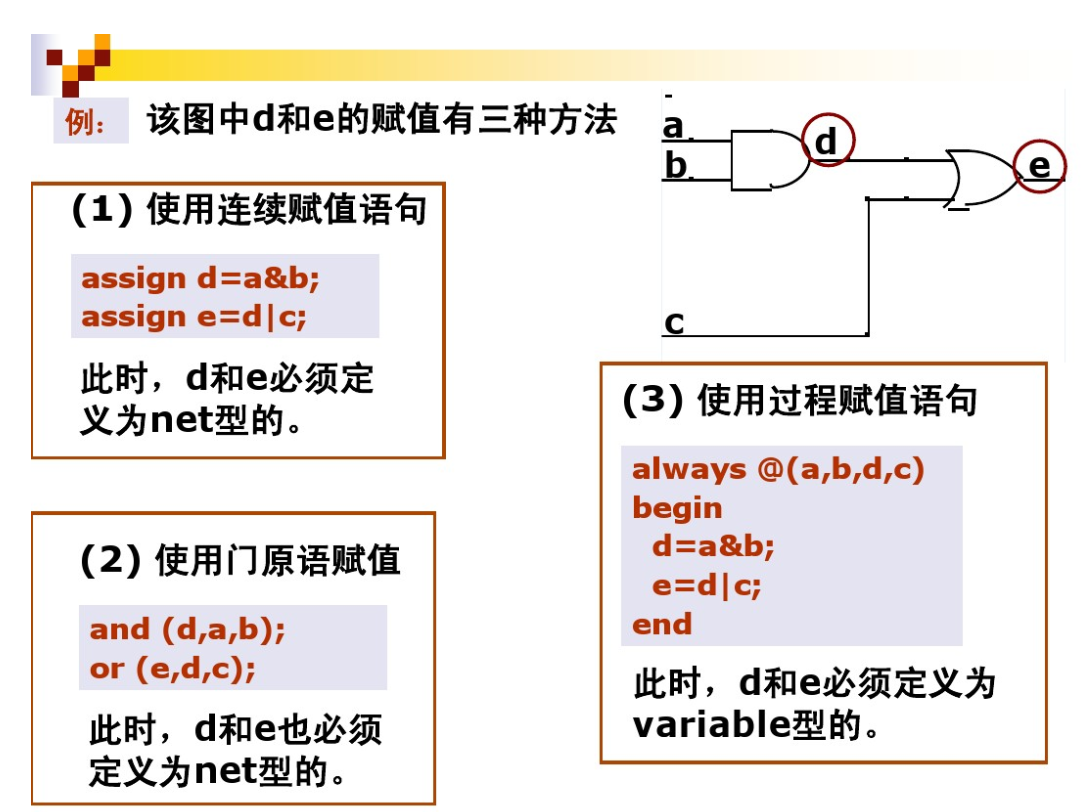 例：
该图中d和e的赋值有三种方法
a
b
d
e
c
(1) 使用连续赋值语句
assign d=a&b;
assign e=d|c;
此时，d和e必须定
义为net型的。
(2) 使用门原语赋值
and (d,a,b);
or (e,d,c);
此时，d和e也必须
定义为net型的。
(3) 使用过程赋值语句
always @(a,b,d,c)
begin
d=a&b;
e=d|c;
end
此时，d和e必须定义为
variable型的。